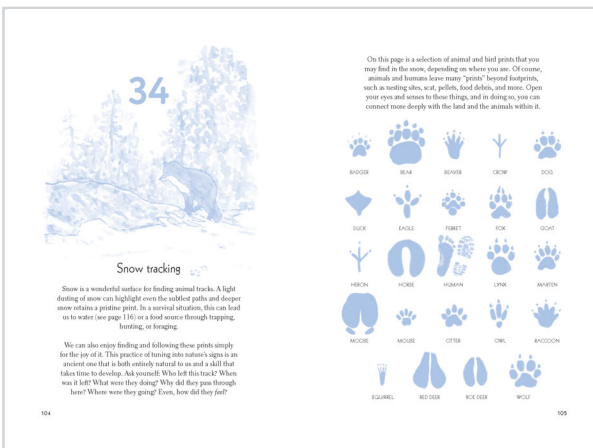 34
Snow tracking
Snow is a wonderful surface for finding animal tracks. A light
dusting of snow can highlight even the subtlest paths and deeper
snow retains a pristine print. In a survival situation, this can lead
us to water (see page 116) or a food source through trapping,
hunting, or foraging.
We can also enjoy finding and following these prints simply
for the joy of it. This practice of tuning into nature's signs is an
ancient one that is both entirely natural to us and a skill that
takes time to develop. Ask yourself: Who left this track? When
was it left? What were they doing? Why did they pass through
here? Where were they going? Even, how did they feel?
104
On this page is a selection of animal and bird prints that you
may find in the snow, depending on where you are. Of course,
animals and humans leave many “prints” beyond footprints,
such as nesting sites, scat, pellets, food debris, and more. Open
your eyes and senses to these things, and in doing so, you can
connect more deeply with the land and the animals within it.
BADGER BEAR BEAVER CROW DOG
DUCK EAGLE FERRET FOX GOAT
HERON HORSE HUMAN LYNX MARTEN
MOOSE MOUSE OTTER OWL RACCOON
SQUIRREL RED DEER ROE DEER WOLF
105